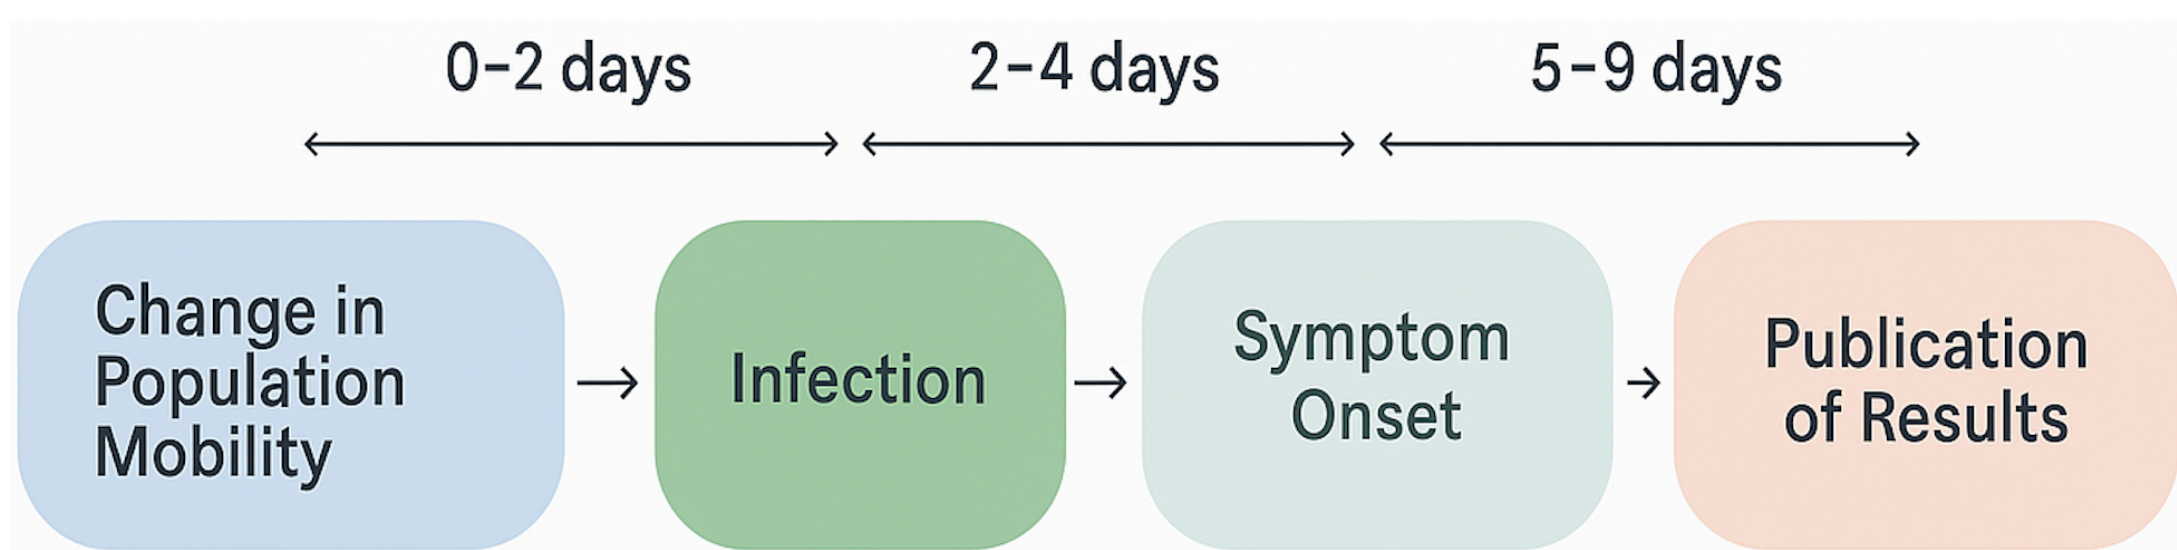 0–2 days
2–4 days
5–9 days
Change in
Population
Mobility
Infection
Symptom
Onset
Publication
of Results